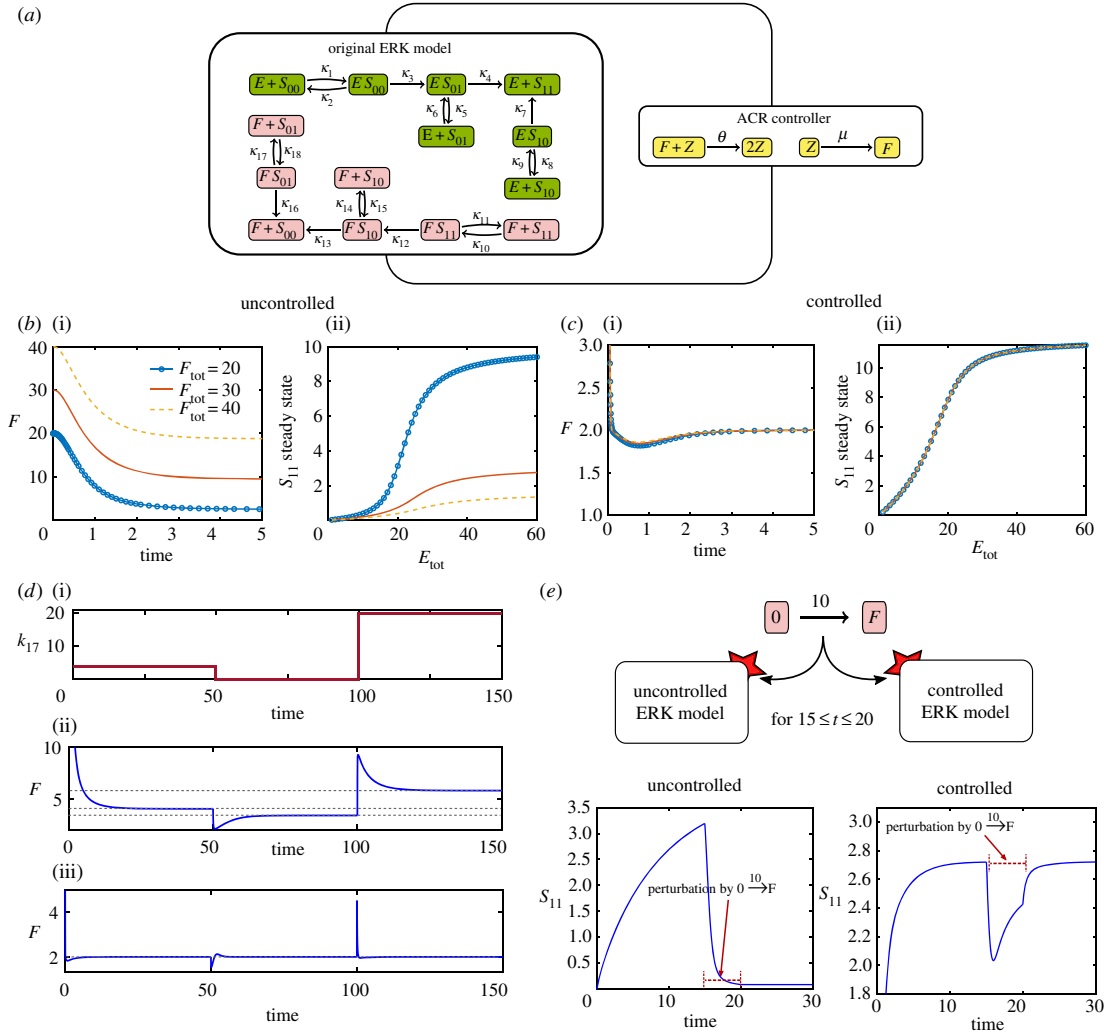 (a)
original ERK model
E + S00 κ1 κ2 ES00 κ3 ES01 κ4 E + S11
κ6 κ5 κ7
F + S01 E + S01 ES10
κ17 κ18 κ9 κ8
FS01 F + S10 E + S10
κ16 κ14 κ15 κ11
F + S00 κ13 FS10 κ12 FS11 κ10 F + S11
ACR controller
F + Z θ 2Z Z μ F
uncontrolled
controlled
(b) (i)
40
30
20
10
F
0 1 2 3 4 5
time
Ftot = 20
Ftot = 30
Ftot = 40
(ii)
10
8
6
4
2
S11 steady state
0 20 40 60
Etot
(c) (i)
3.0
2.5
2.0
1.5
1.0
F
0 1 2 3 4 5
time
(ii)
10
8
6
4
2
S11 steady state
0 20 40 60
Etot
(d) (i)
20
10
k17
0 50 100 150
time
(ii)
10
5
F
0 50 100 150
time
(iii)
4
2
F
0 50 100 150
time
(e)
0 10 F
uncontrolled
ERK model
controlled
ERK model
for 15 ≤ t ≤ 20
uncontrolled
3.5
3.0
2.5
2.0
1.5
1.0
0.5
S11
perturbation by 0 10→ F
0 10 20 30
time
controlled
3.0
2.8
2.6
2.4
2.2
2.0
1.8
S11
perturbation by 0 10→ F
0 10 20 30
time